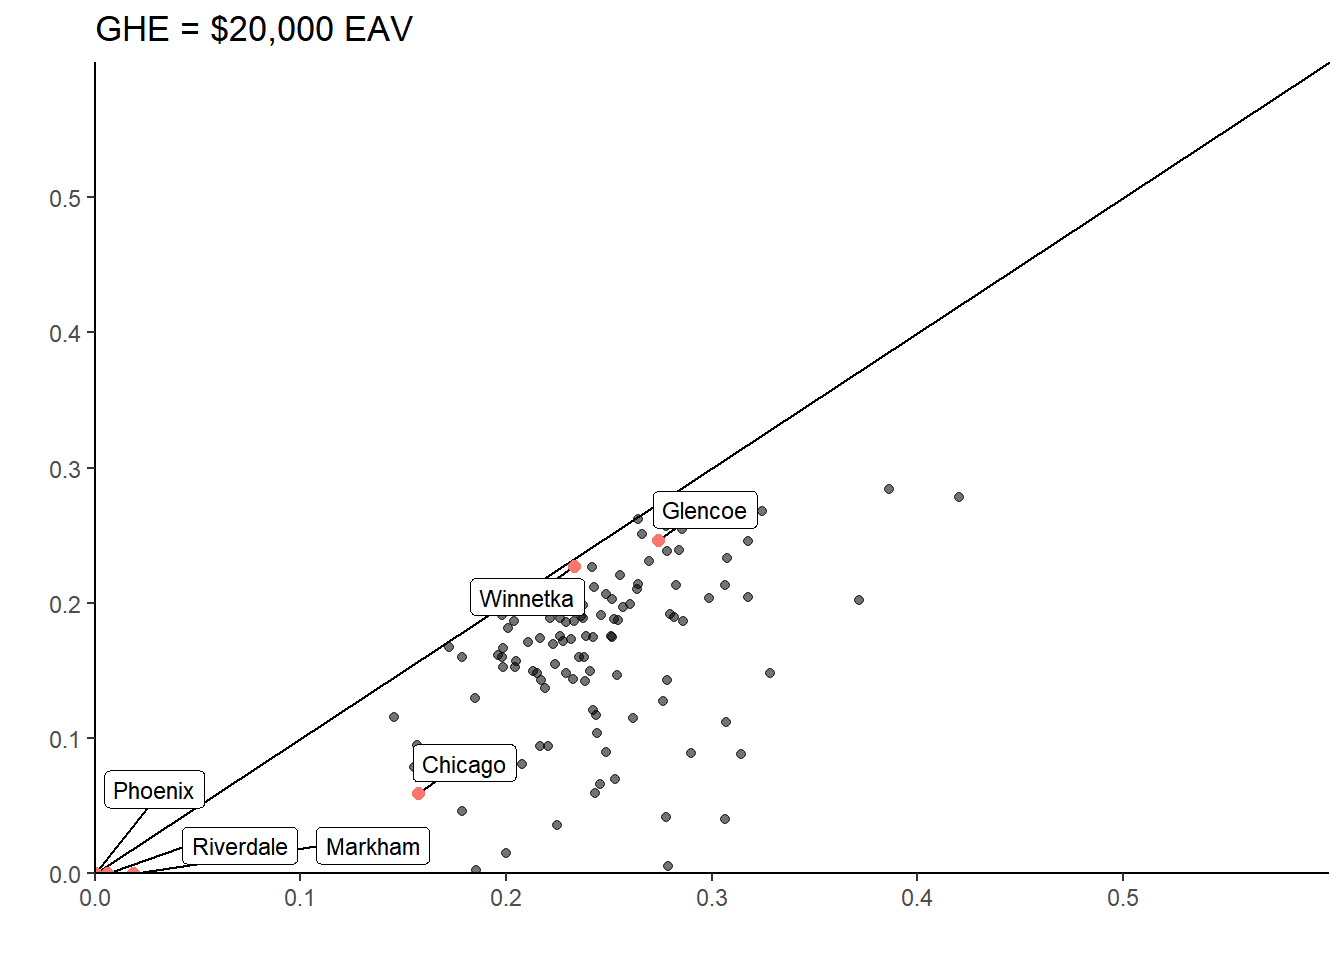 GHE = $20,000 EAV
0.5
0.4
0.3
Glencoe
0.2
Winnetka
0.1
Chicago
Phoenix
Riverdale
Markham
0.0
0.0 0.1 0.2 0.3 0.4 0.5